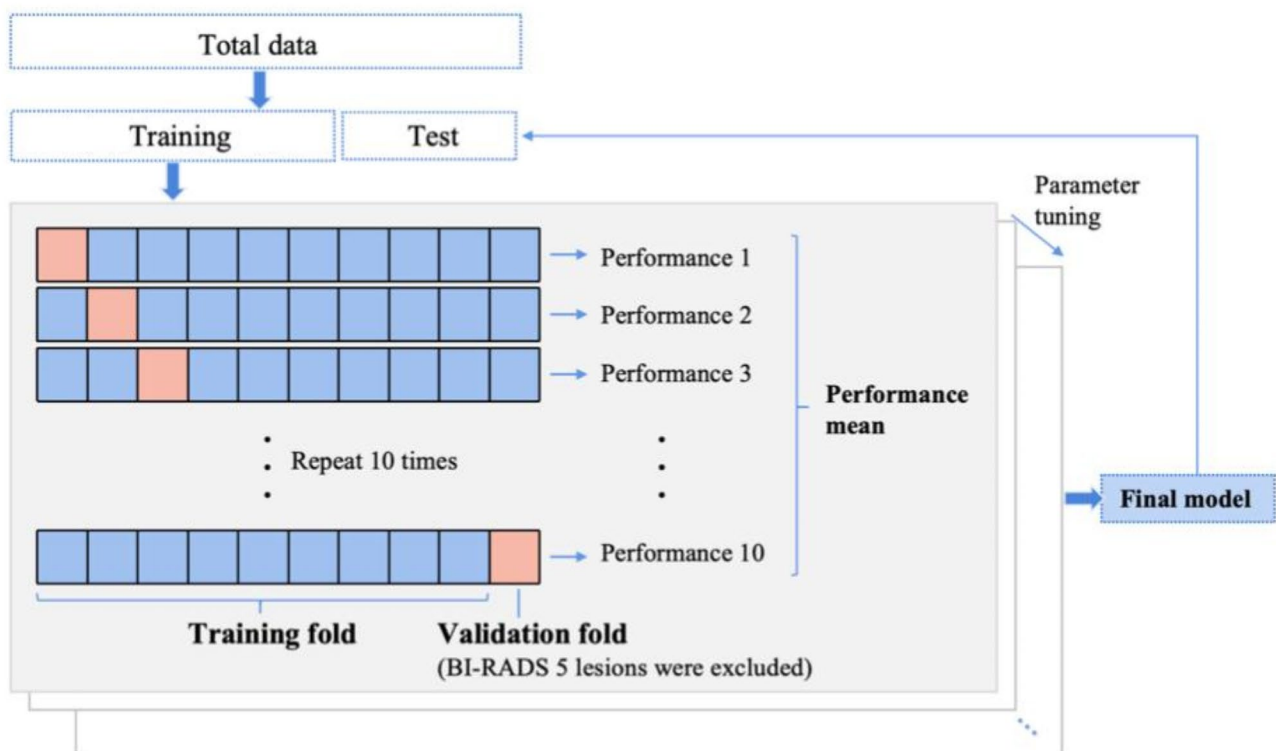 Total data
Training
Test
Parameter
tuning
Performance 1
Performance 2
Performance 3
Performance
mean
Repeat 10 times
Final model
Performance 10
Training fold
Validation fold
(BI-RADS 5 lesions were excluded)